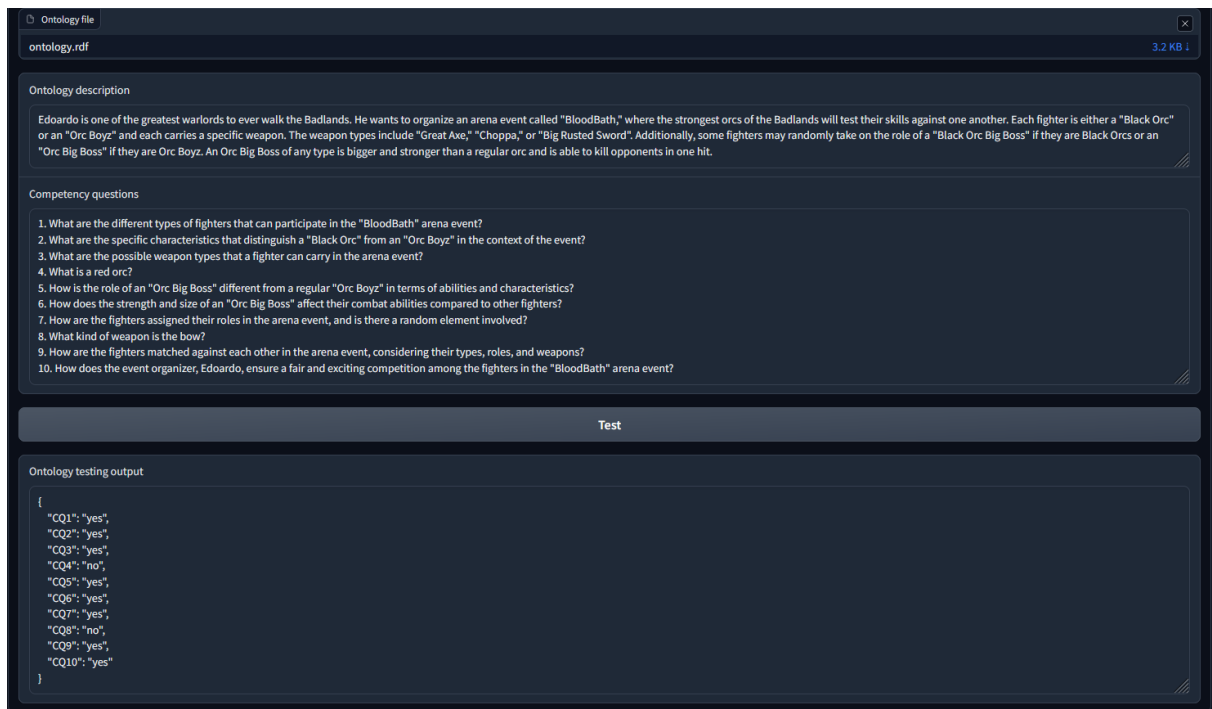 Ontology file
ontology.rdf
3.2 KB ↓
Ontology description
Edoardo is one of the greatest warlords to ever walk the Badlands. He wants to organize an arena event called "BloodBath," where the strongest orcs of the Badlands will test their skills against one another. Each fighter is either a "Black Orc"
or an "Orc Boyz" and each carries a specific weapon. The weapon types include "Great Axe," "Choppa," or "Big Rusted Sword". Additionally, some fighters may randomly take on the role of a "Black Orc Big Boss" if they are Black Orcs or an
"Orc Big Boss" if they are Orc Boyz. An Orc Big Boss of any type is bigger and stronger than a regular orc and is able to kill opponents in one hit.
Competency questions
1. What are the different types of fighters that can participate in the "BloodBath" arena event?
2. What are the specific characteristics that distinguish a "Black Orc" from an "Orc Boyz" in the context of the event?
3. What are the possible weapon types that a fighter can carry in the arena event?
4. What is a red orc?
5. How is the role of an "Orc Big Boss" different from a regular "Orc Boyz" in terms of abilities and characteristics?
6. How does the strength and size of an "Orc Big Boss" affect their combat abilities compared to other fighters?
7. How are the fighters assigned their roles in the arena event, and is there a random element involved?
8. What kind of weapon is the bow?
9. How are the fighters matched against each other in the arena event, considering their types, roles, and weapons?
10. How does the event organizer, Edoardo, ensure a fair and exciting competition among the fighters in the "BloodBath" arena event?
Test
Ontology testing output
{
"CQ1": "yes",
"CQ2": "yes",
"CQ3": "yes",
"CQ4": "no",
"CQ5": "yes",
"CQ6": "yes",
"CQ7": "yes",
"CQ8": "no",
"CQ9": "yes",
"CQ10": "yes"
}